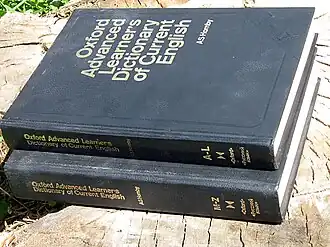 Oxford
Advanced
Learner's
Dictionary
of Current
English
AS Hornby
Oxford Advanced Learner's
Dictionary of Current English
A-L
Oxford Advanced Learner's
Dictionary of Current English
AS Hornby
M-Z